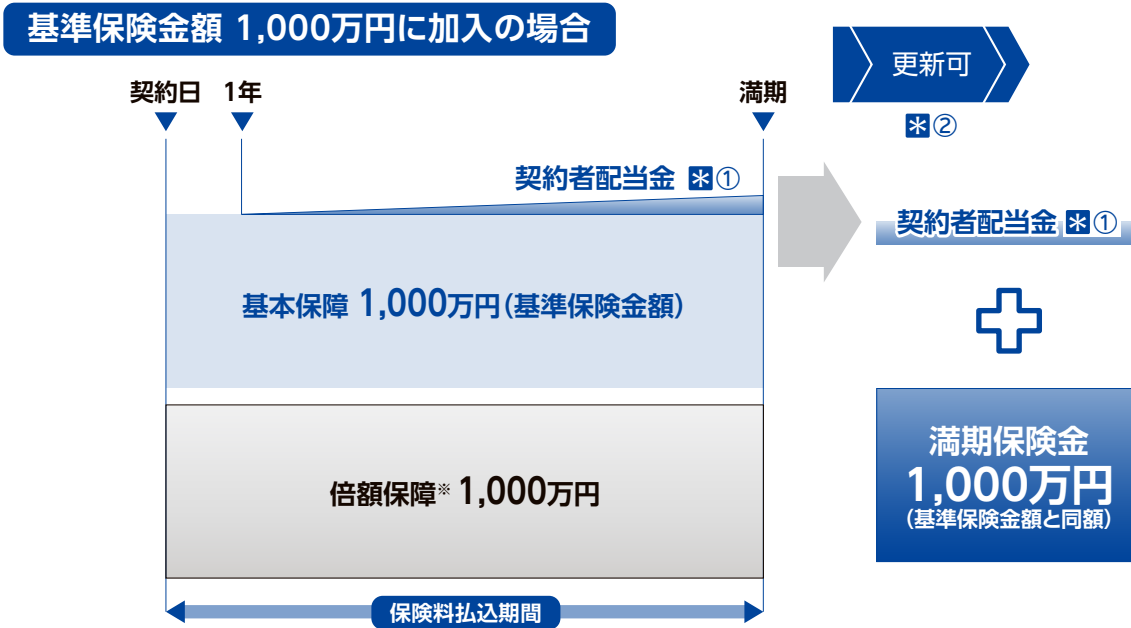 基準保険金額 1,000万円に加入の場合
更新可
*②
契約日 1年 満期
契約者配当金 *①
契約者配当金 *①
基本保障 1,000万円(基準保険金額)
満期保険金
1,000万円
(基準保険金額と同額)
倍額保障※ 1,000万円
保険料払込期間